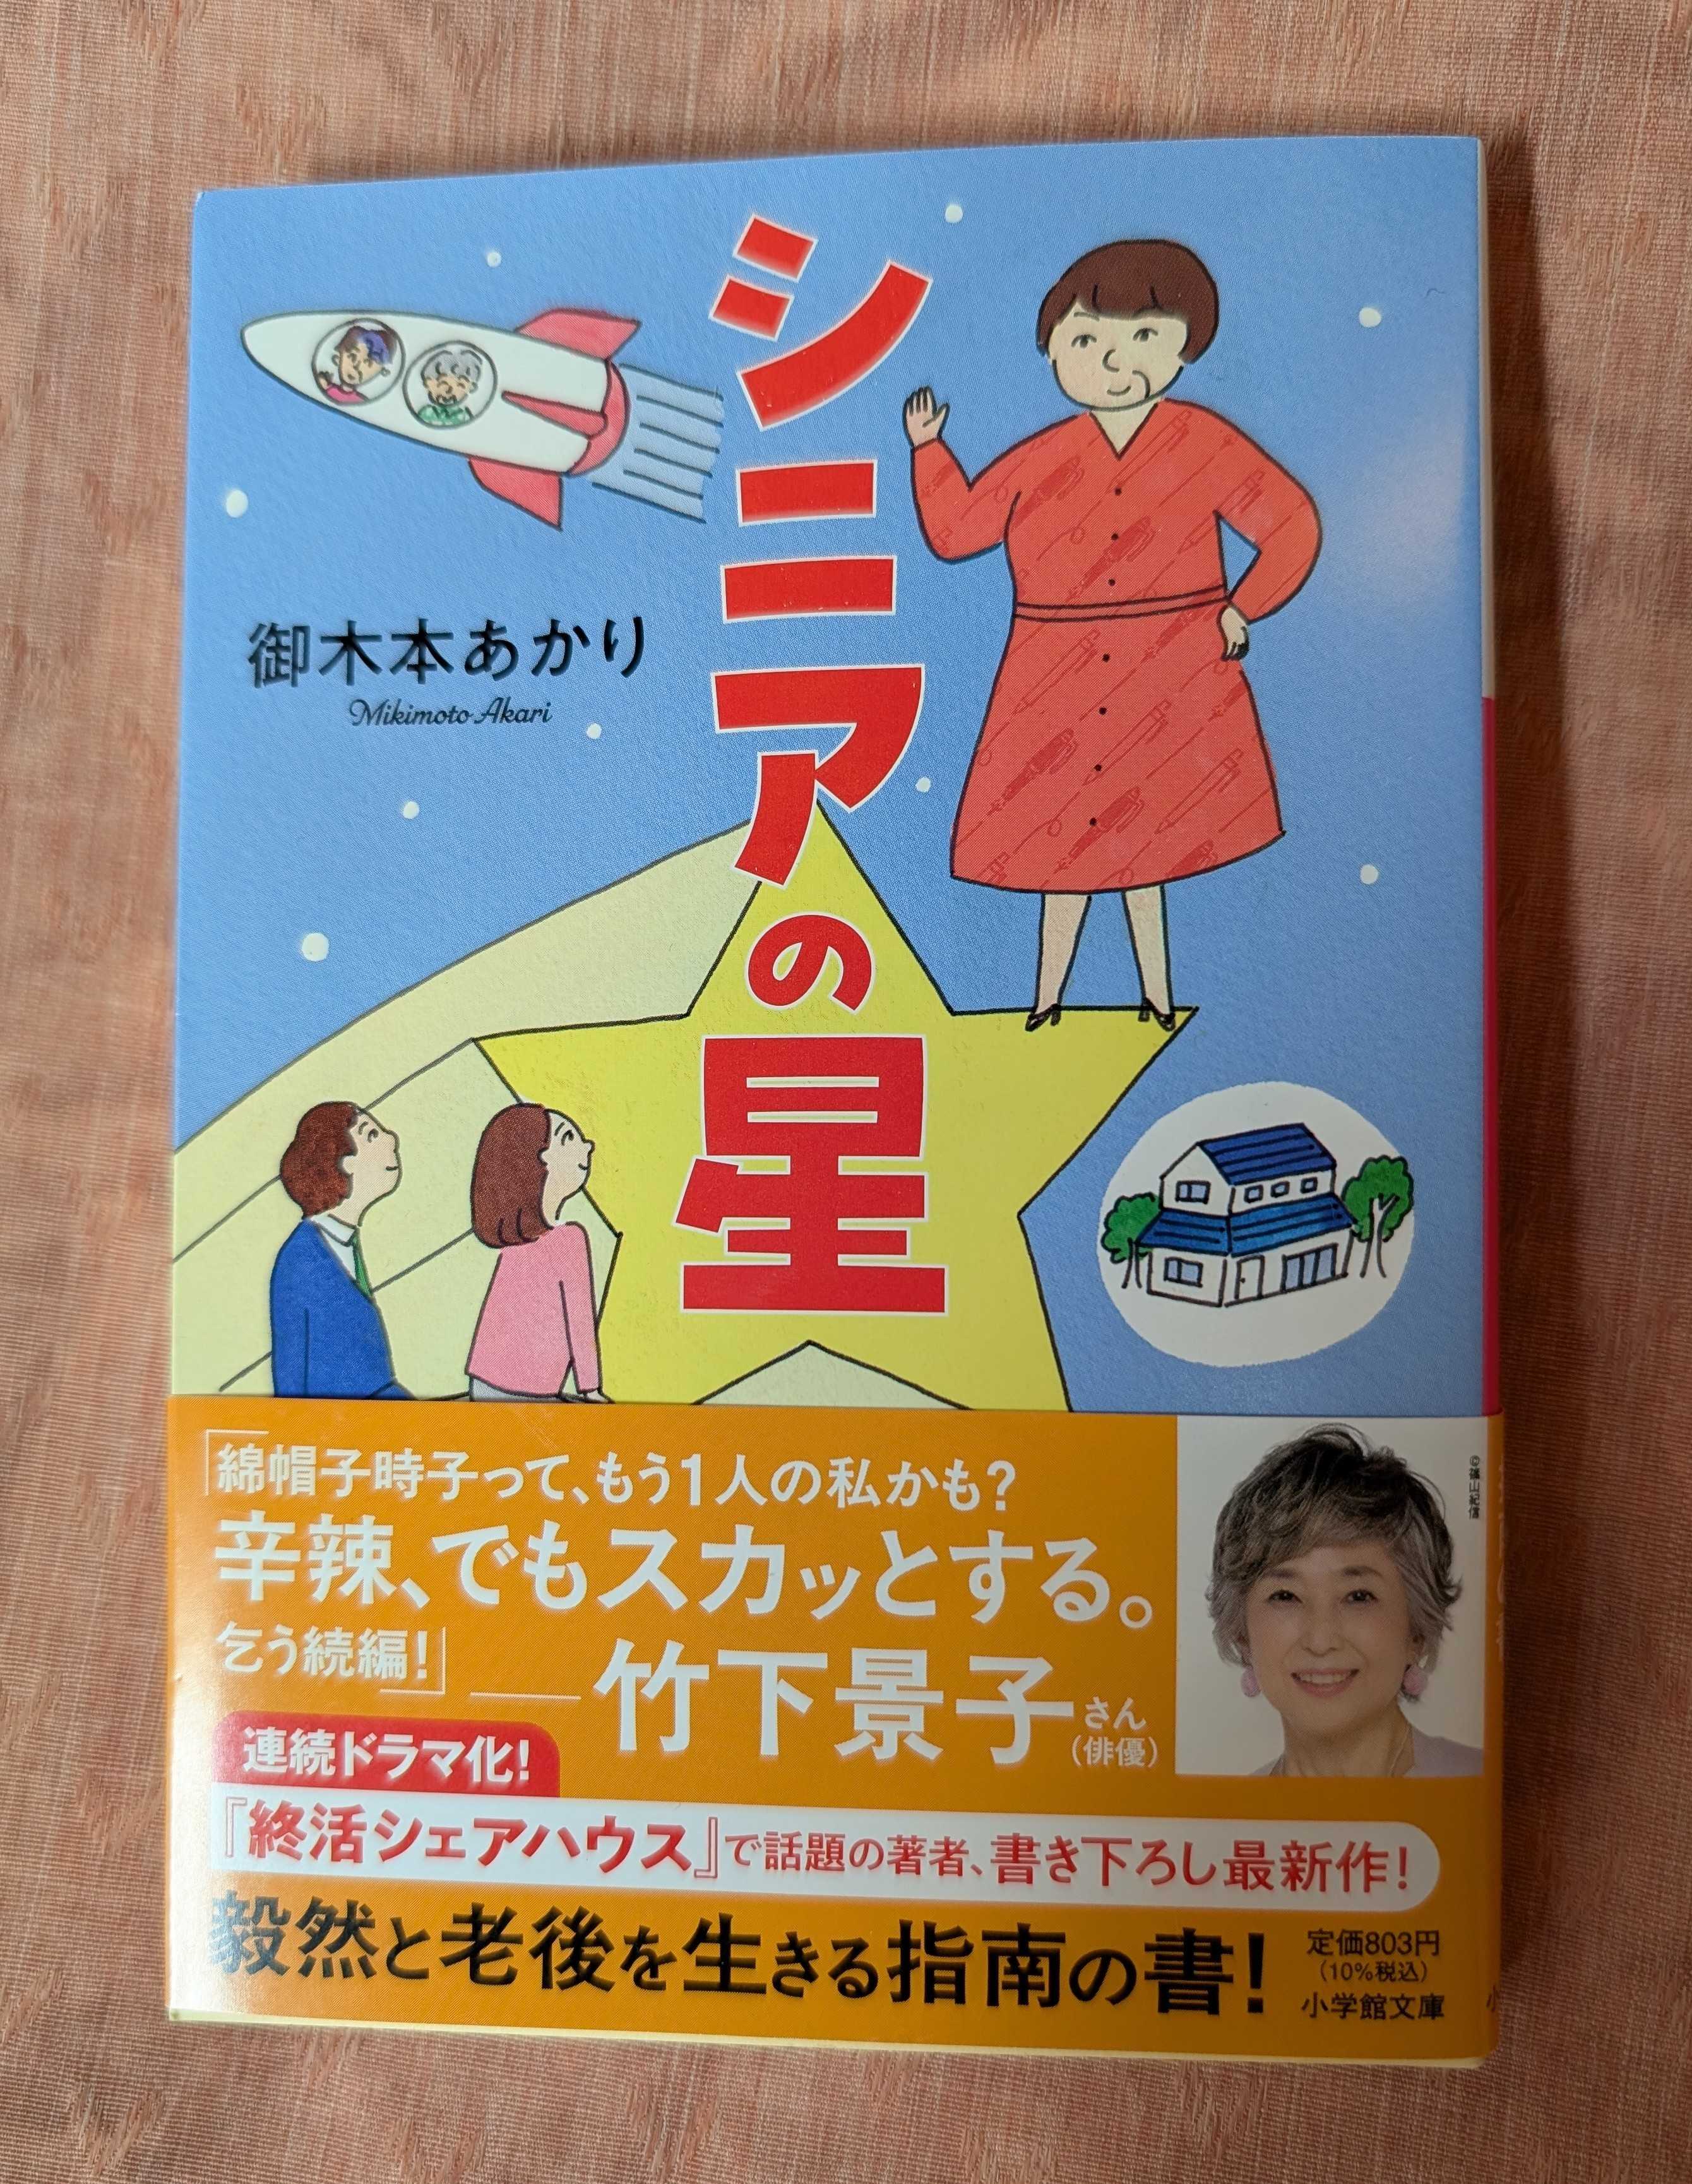 シニアの星
御木本あかり
Mikimoto Akari
「綿帽子時子って、もう1人の私かも?
辛辣、でもスカッとする。
乞う続編!」——竹下景子さん(俳優)
©篠山紀信
連続ドラマ化!
『終活シェアハウス』で話題の著者、書き下ろし最新作!
毅然と老後を生きる指南の書!
定価803円
(10%税込)
小学館文庫